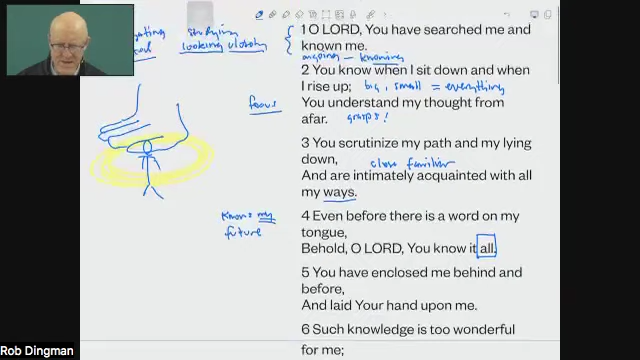 studying
looking closely
1 O LORD, You have searched me and
known me.
ongoing - knowing
2 You know when I sit down and when
I rise up; big, small = everything
You understand my thought from
afar. grasps!
focus
3 You scrutinize my path and my lying
down, close familiar
And are intimately acquainted with all
my ways.
knows my
future
4 Even before there is a word on my
tongue,
Behold, O LORD, You know it all.
5 You have enclosed me behind and
before,
And laid Your hand upon me.
6 Such knowledge is too wonderful
for me;
Rob Dingman